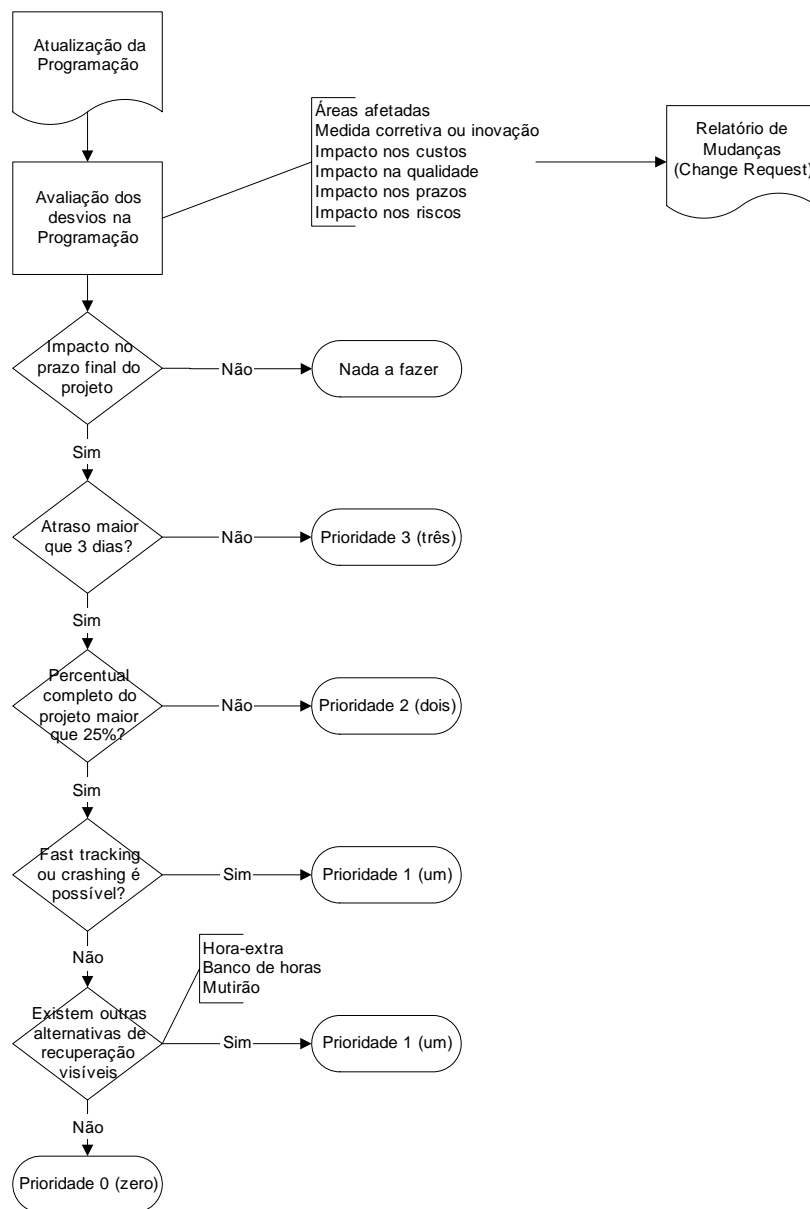 Atualização da
Programação
Áreas afetadas
Medida corretiva ou inovação
Impacto nos custos
Impacto na qualidade
Impacto nos prazos
Impacto nos riscos
Relatório de
Mudanças
(Change Request)
Avaliação dos
desvios na
Programação
Impacto no
prazo final do
projeto
Não
Nada a fazer
Sim
Atraso maior
que 3 dias?
Não
Prioridade 3 (três)
Sim
Percentual
completo do
projeto maior
que 25%?
Não
Prioridade 2 (dois)
Sim
Fast tracking
ou crashing é
possível?
Sim
Prioridade 1 (um)
Não
Hora-extra
Banco de horas
Mutirão
Existem outras
alternativas de
recuperação
visíveis
Sim
Prioridade 1 (um)
Não
Prioridade 0 (zero)